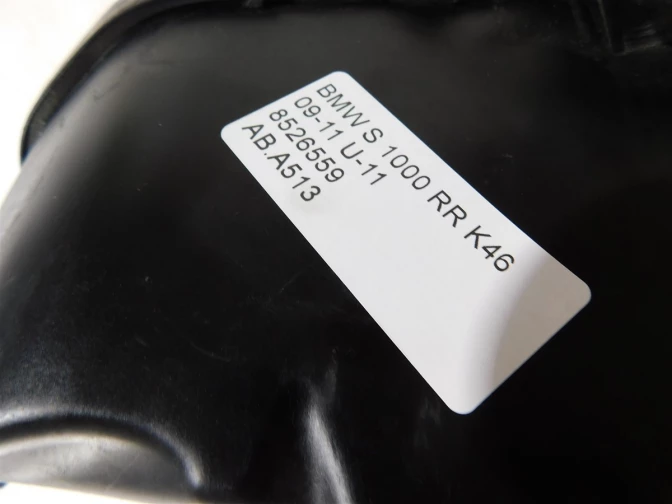 BMW S 1000 RR K46
09-11 U-11
8526559
AB.A513